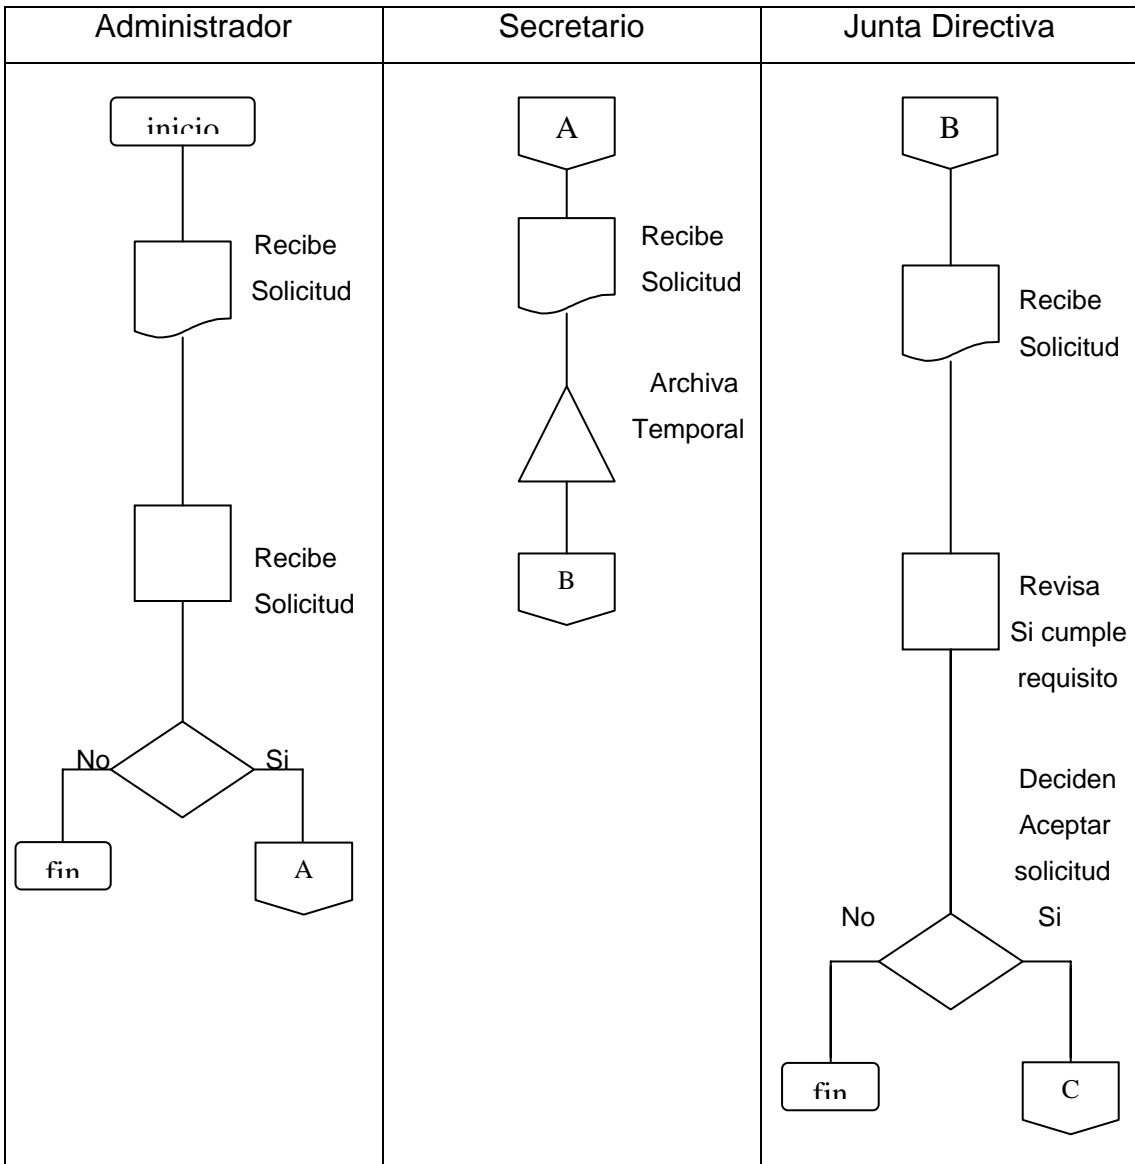 Administrador
Secretario
Junta Directiva
inicio
Recibe
Solicitud
Recibe
Solicitud
No
Si
fin
A
A
Recibe
Solicitud
Archiva
Temporal
B
B
Recibe
Solicitud
Revisa
Si cumple
requisito
Deciden
Aceptar
solicitud
No
Si
fin
C